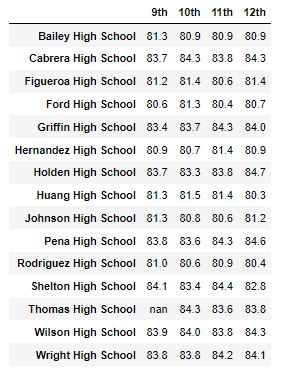 9th 10th 11th 12th
Bailey High School 81.3 80.9 80.9 80.9
Cabrera High School 83.7 84.3 83.8 84.3
Figueroa High School 81.2 81.4 80.6 81.4
Ford High School 80.6 81.3 80.4 80.7
Griffin High School 83.4 83.7 84.3 84.0
Hernandez High School 80.9 80.7 81.4 80.9
Holden High School 83.7 83.3 83.8 84.7
Huang High School 81.3 81.5 81.4 80.3
Johnson High School 81.3 80.8 80.6 81.2
Pena High School 83.8 83.6 84.3 84.6
Rodriguez High School 81.0 80.6 80.9 80.4
Shelton High School 84.1 83.4 84.4 82.8
Thomas High School nan 84.3 83.6 83.8
Wilson High School 83.9 84.0 83.8 84.3
Wright High School 83.8 83.8 84.2 84.1